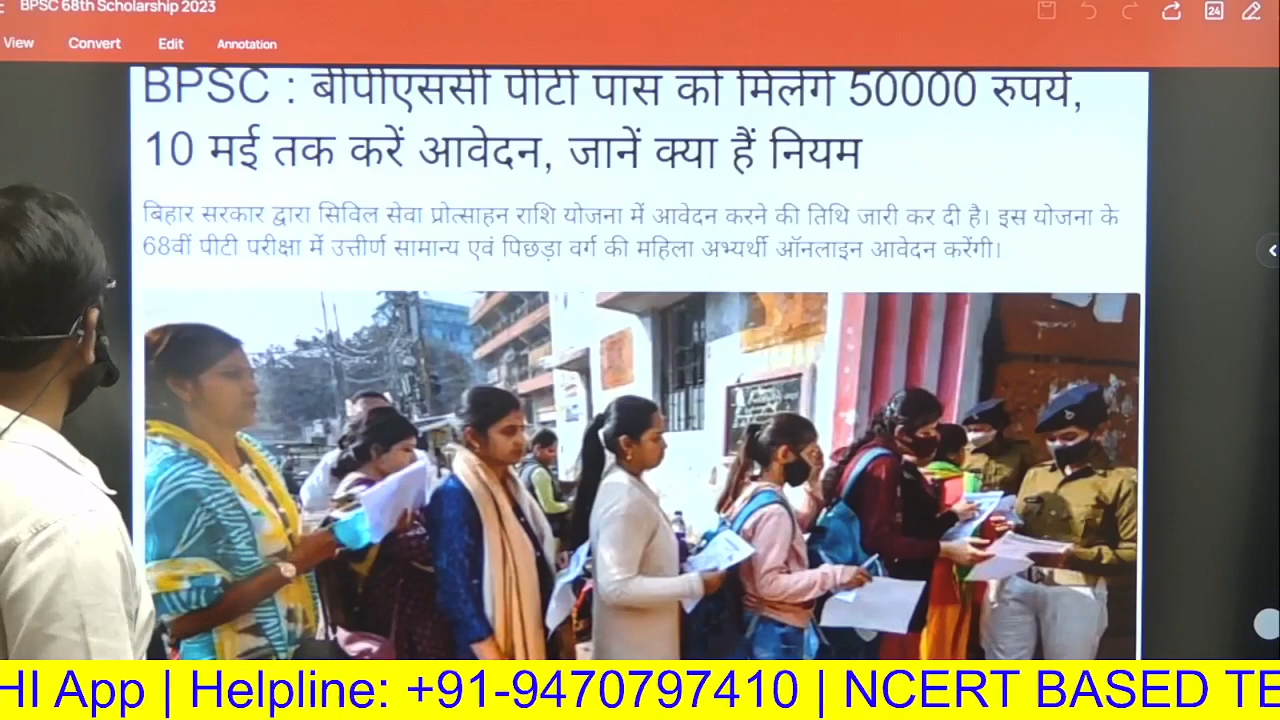 BPSC 68th Scholarship 2023
24
View Convert Edit Annotation
BPSC : बीपीएससी पीटी पास को मिलेंगे 50000 रुपये,
10 मई तक करें आवेदन, जानें क्या हैं नियम
बिहार सरकार द्वारा सिविल सेवा प्रोत्साहन राशि योजना में आवेदन करने की तिथि जारी कर दी है। इस योजना के
68वीं पीटी परीक्षा में उत्तीर्ण सामान्य एवं पिछड़ा वर्ग की महिला अभ्यर्थी ऑनलाइन आवेदन करेंगी।
HI App | Helpline: +91-9470797410 | NCERT BASED TE